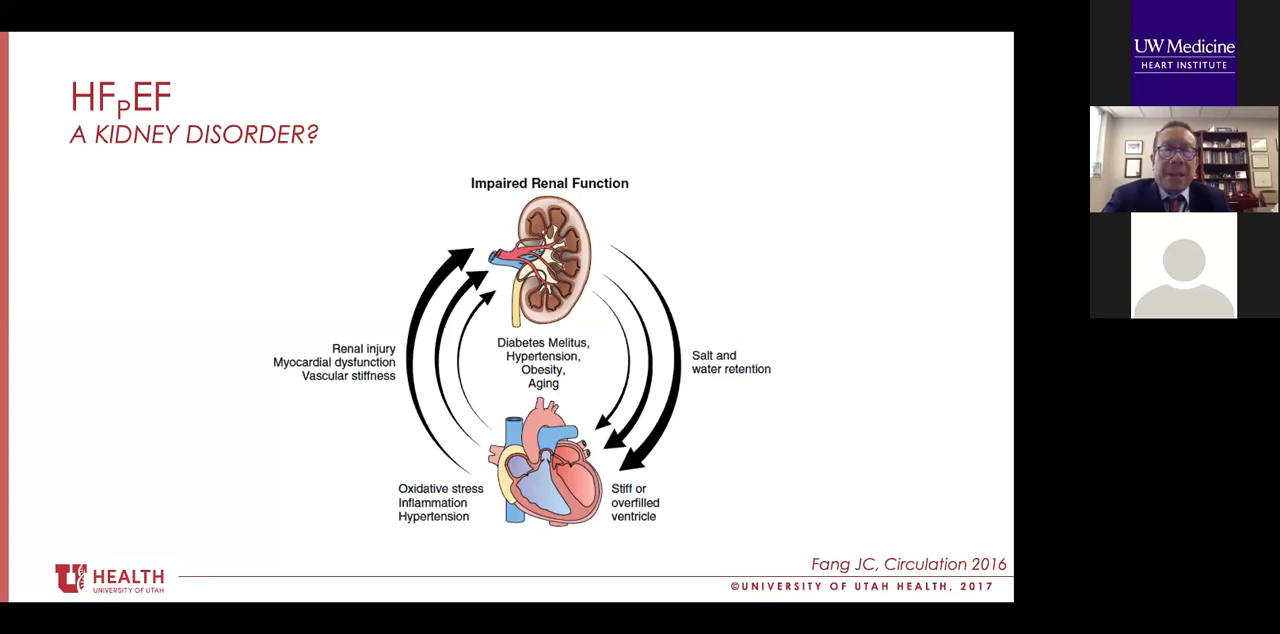 HFPEF
A KIDNEY DISORDER?
Impaired Renal Function
Renal injury
Myocardial dysfunction
Vascular stiffness
Diabetes Melitus,
Hypertension,
Obesity,
Aging
Salt and
water retention
Oxidative stress
Inflammation
Hypertension
Stiff or
overfilled
ventricle
Fang JC, Circulation 2016
U HEALTH
UNIVERSITY OF UTAH
©UNIVERSITY OF UTAH HEALTH, 2017
UW Medicine
HEART INSTITUTE